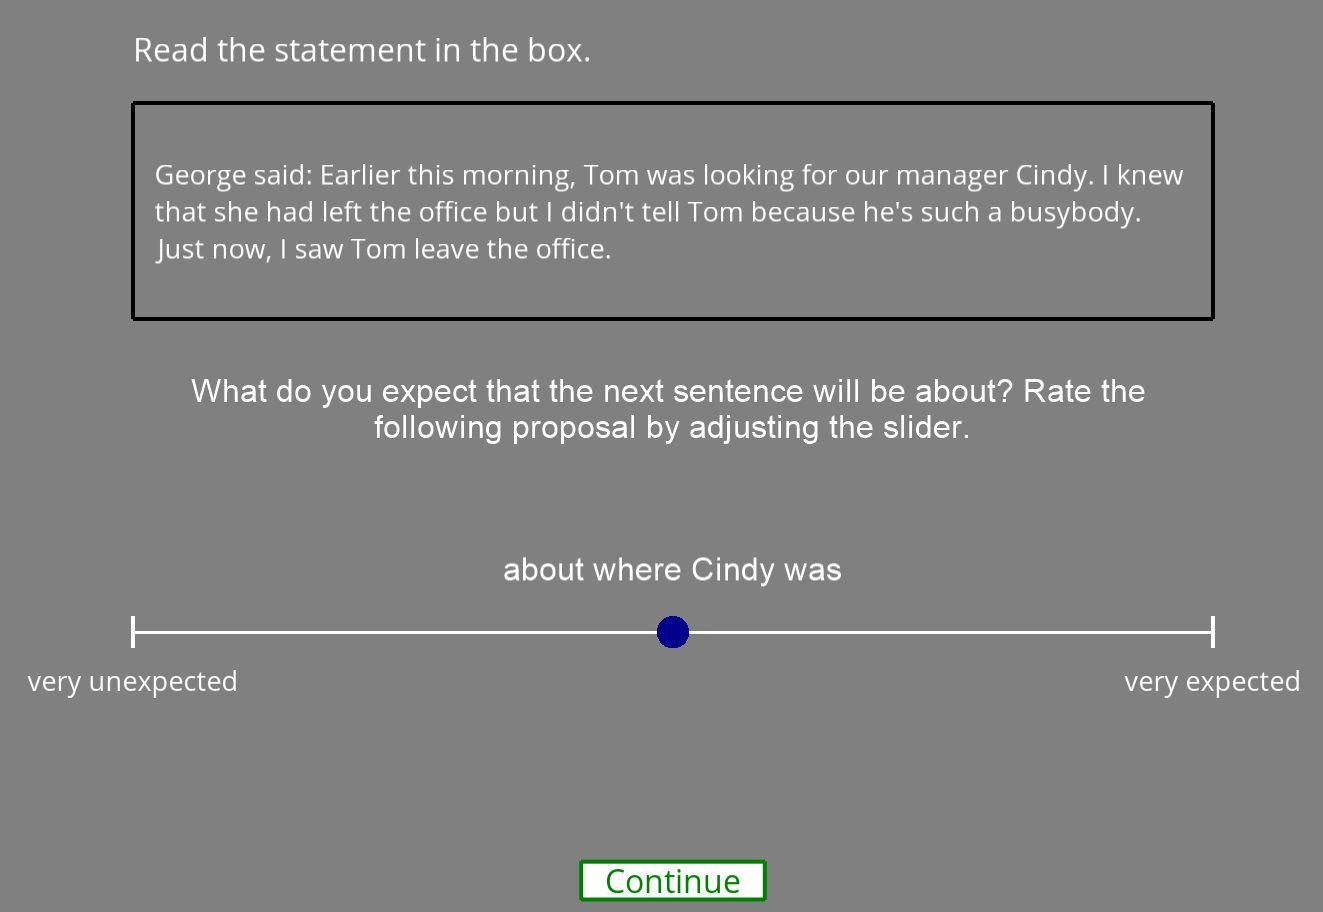 Read the statement in the box.
George said: Earlier this morning, Tom was looking for our manager Cindy. I knew
that she had left the office but I didn't tell Tom because he's such a busybody.
Just now, I saw Tom leave the office.
What do you expect that the next sentence will be about? Rate the
following proposal by adjusting the slider.
about where Cindy was
very unexpected
very expected
Continue